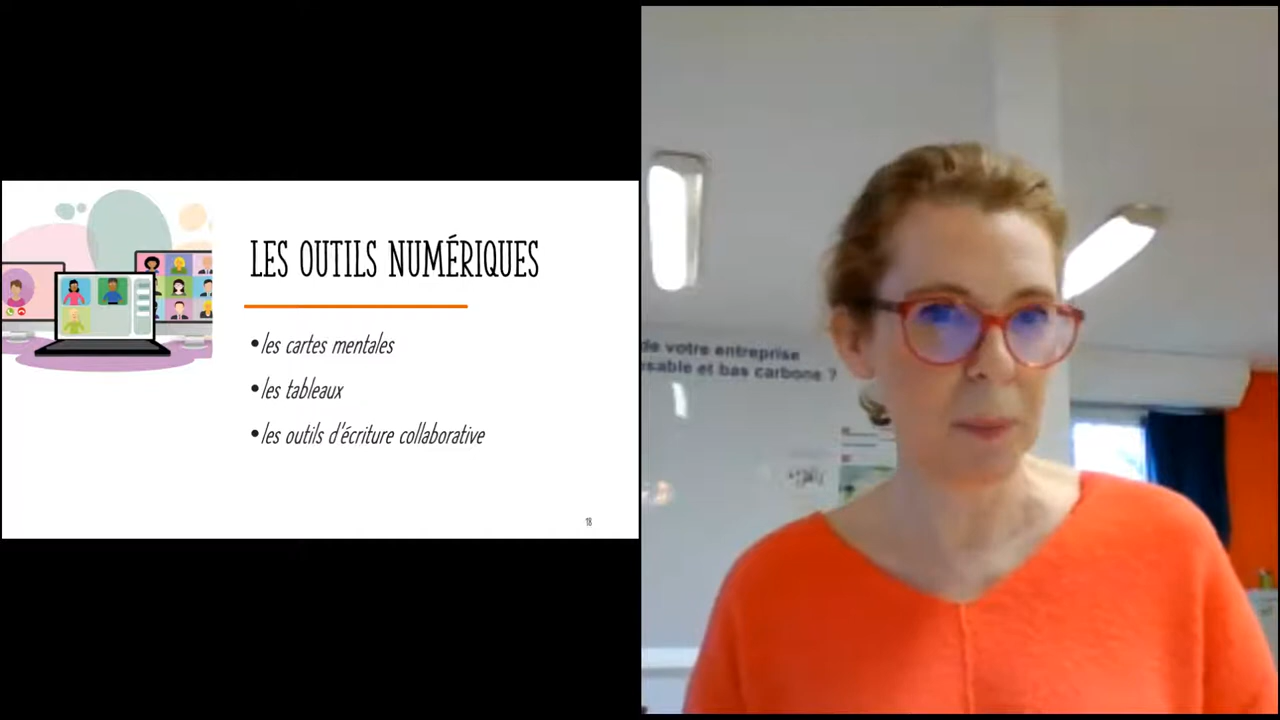 LES OUTILS NUMÉRIQUES
•les cartes mentales
•les tableaux
•les outils d'écriture collaborative
18
de votre entreprise
sable et bas carbone ?